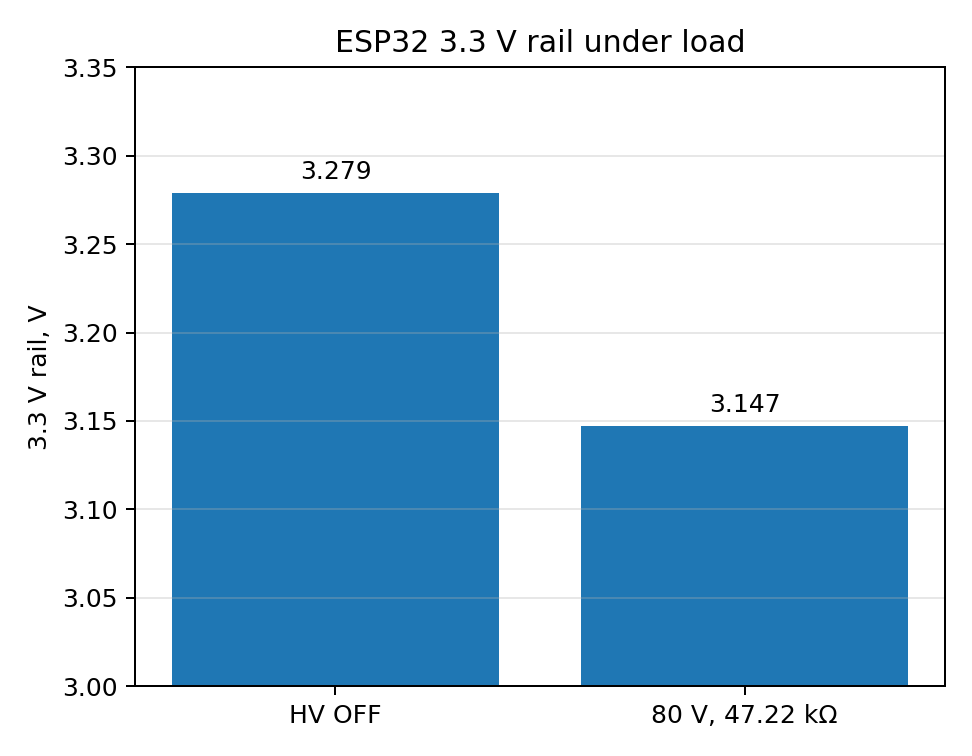 ESP32 3.3 V rail under load
3.35
3.30
3.25
3.20
3.15
3.10
3.05
3.00
3.3 V rail, V
3.279
3.147
HV OFF
80 V, 47.22 kΩ